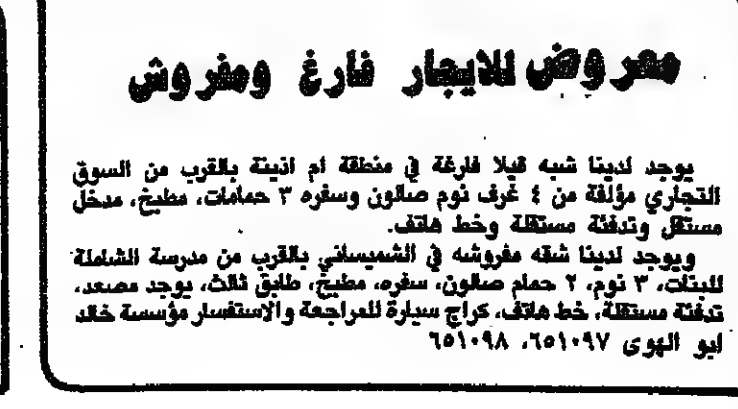 معروض للايجار فارغ ومفروش
يوجد لدينا شبه فيلا فارغة في منطقة ام اذينة بالقرب من السوق
التجاري مؤلفة من ٤ غرف نوم صالون وسفره ٣ حمامات، مطبخ، مدخل
مستقل وتدفئة مستقلة وخط هاتف.
ويوجد لدينا شقه مفروشه في الشميساني بالقرب من مدرسة الشاملة
للبنات، ٣ نوم، ٢ حمام صالون، سفره، مطبخ، طابق ثالث، يوجد مصعد،
تدفئة مستقلة، خط هاتف، كراج سيارة للمراجعة والاستفسار مؤسسة خالد
ابو الهوى ٦٥١٠٩٧، ٦٥١٠٩٨